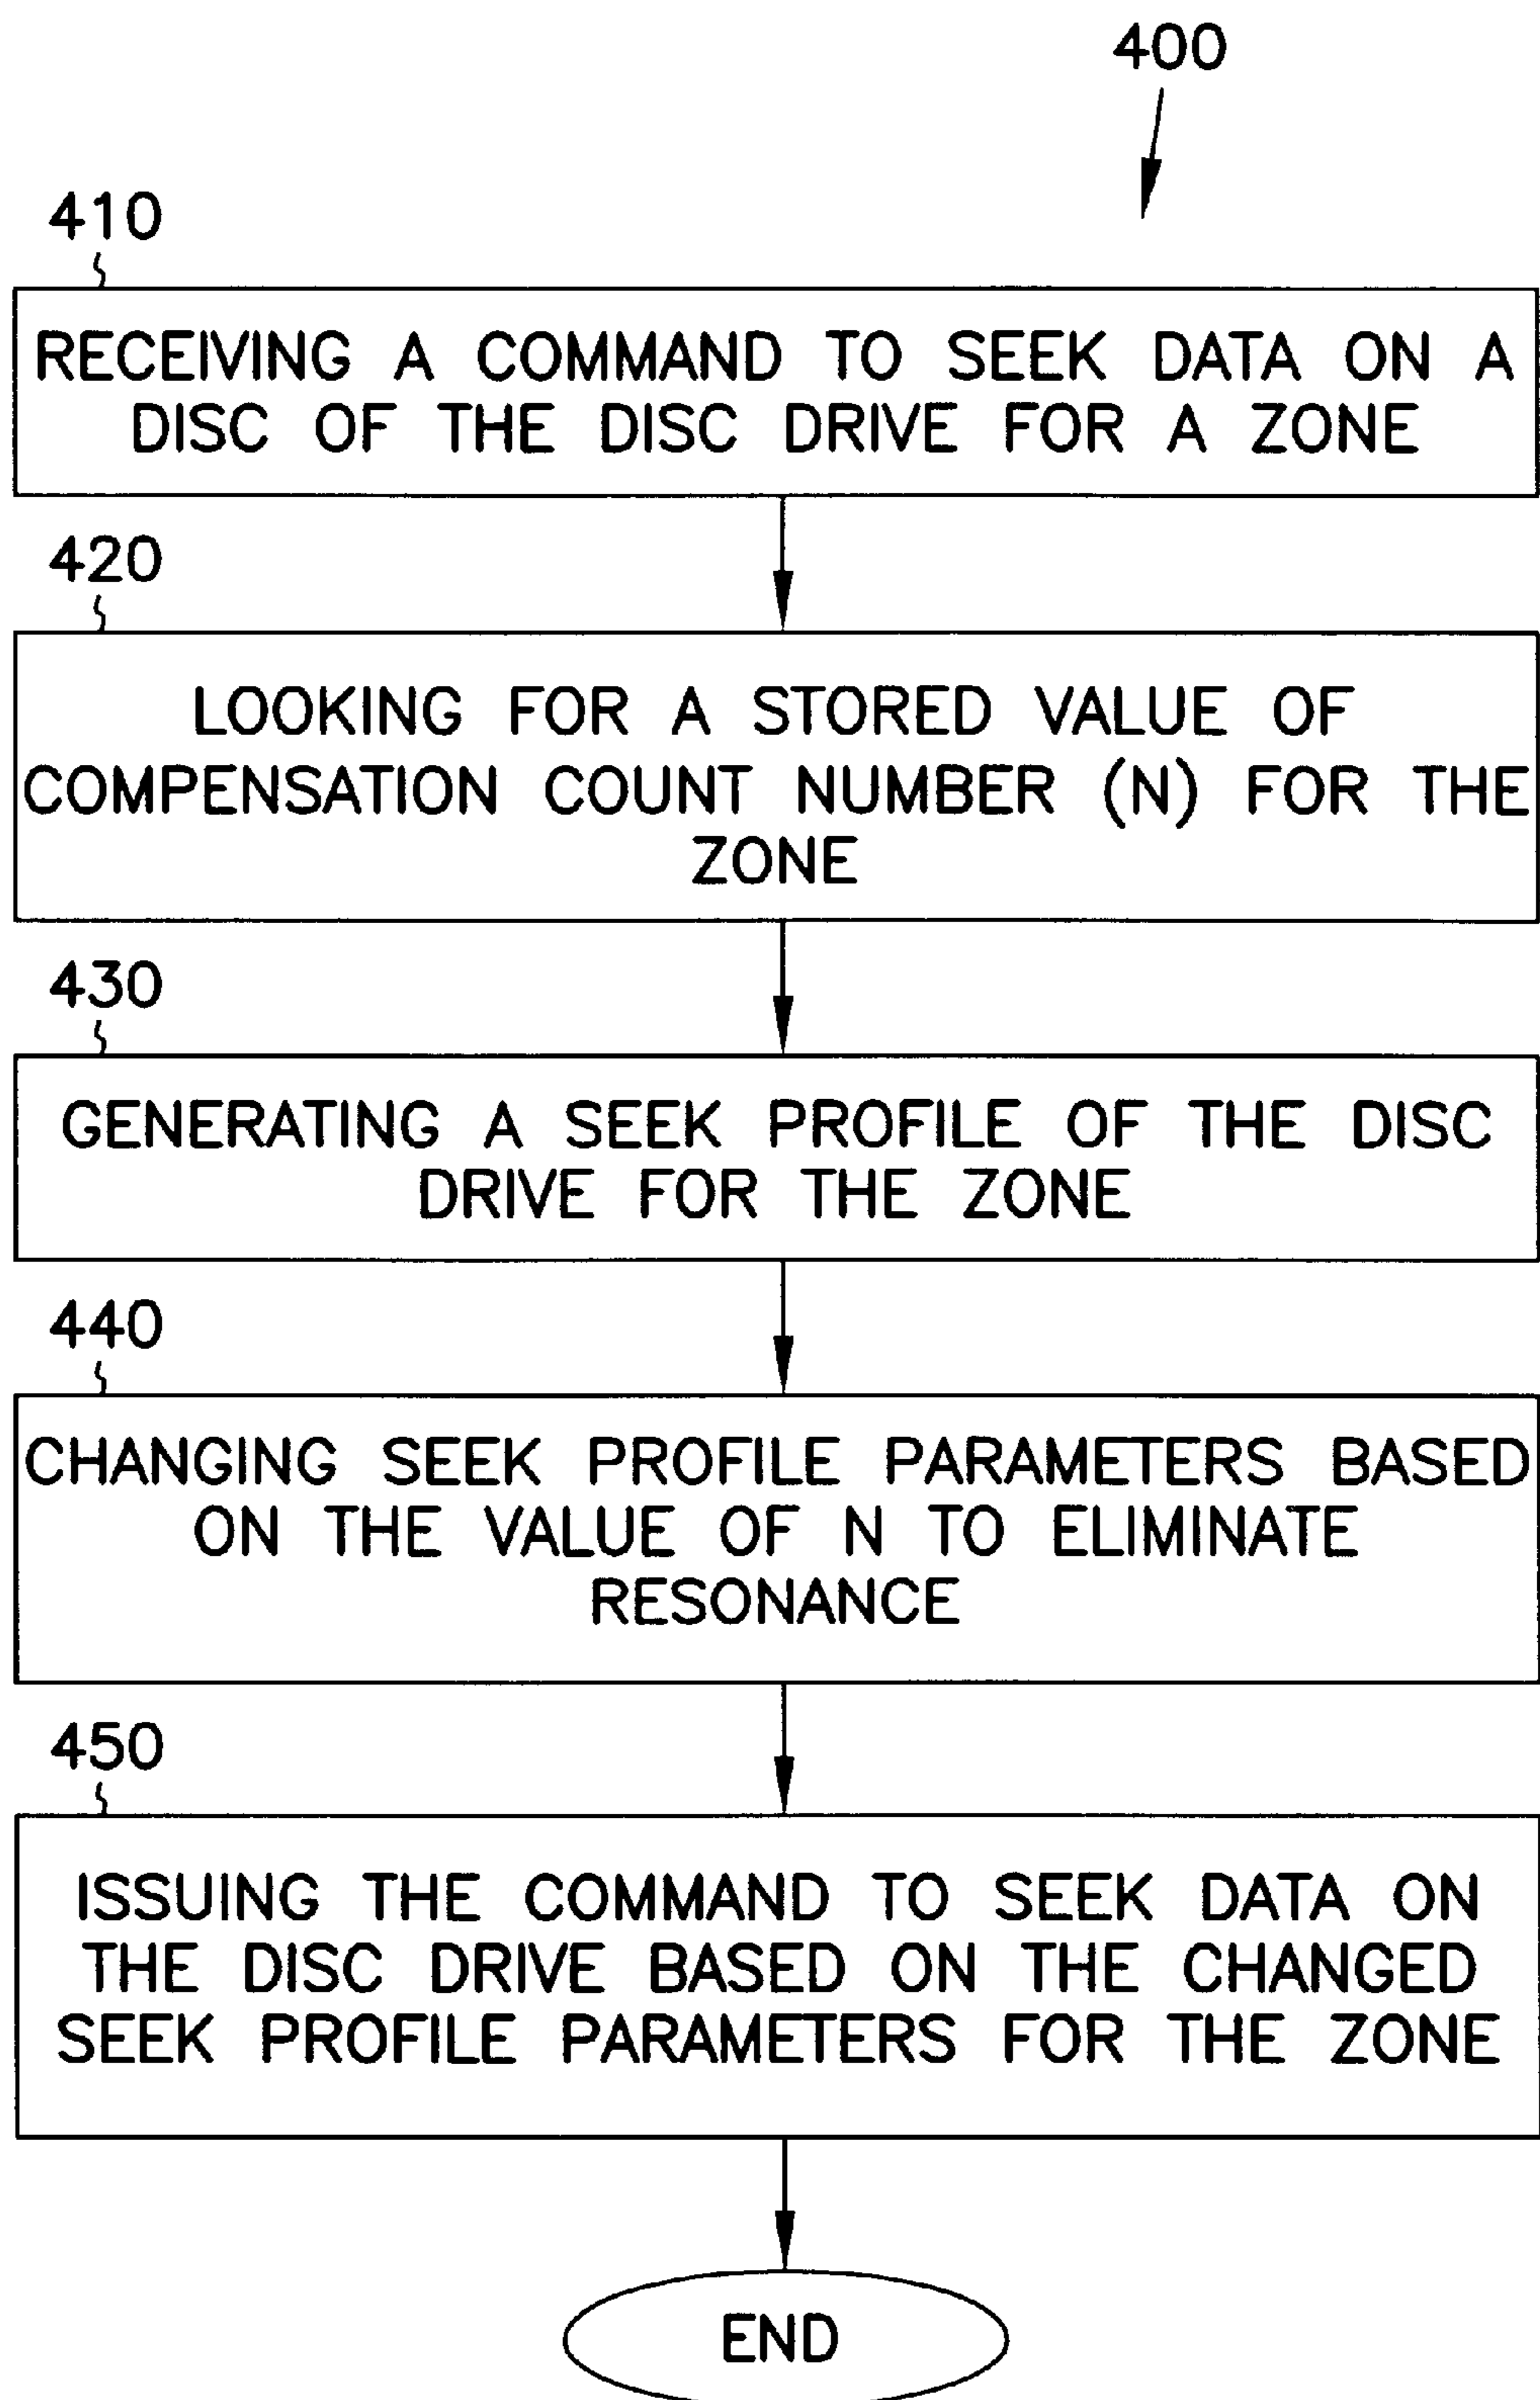 400
410
RECEIVING A COMMAND TO SEEK DATA ON A
DISC OF THE DISC DRIVE FOR A ZONE
420
LOOKING FOR A STORED VALUE OF
COMPENSATION COUNT NUMBER (N) FOR THE
ZONE
430
GENERATING A SEEK PROFILE OF THE DISC
DRIVE FOR THE ZONE
440
CHANGING SEEK PROFILE PARAMETERS BASED
ON THE VALUE OF N TO ELIMINATE
RESONANCE
450
ISSUING THE COMMAND TO SEEK DATA ON
THE DISC DRIVE BASED ON THE CHANGED
SEEK PROFILE PARAMETERS FOR THE ZONE
END